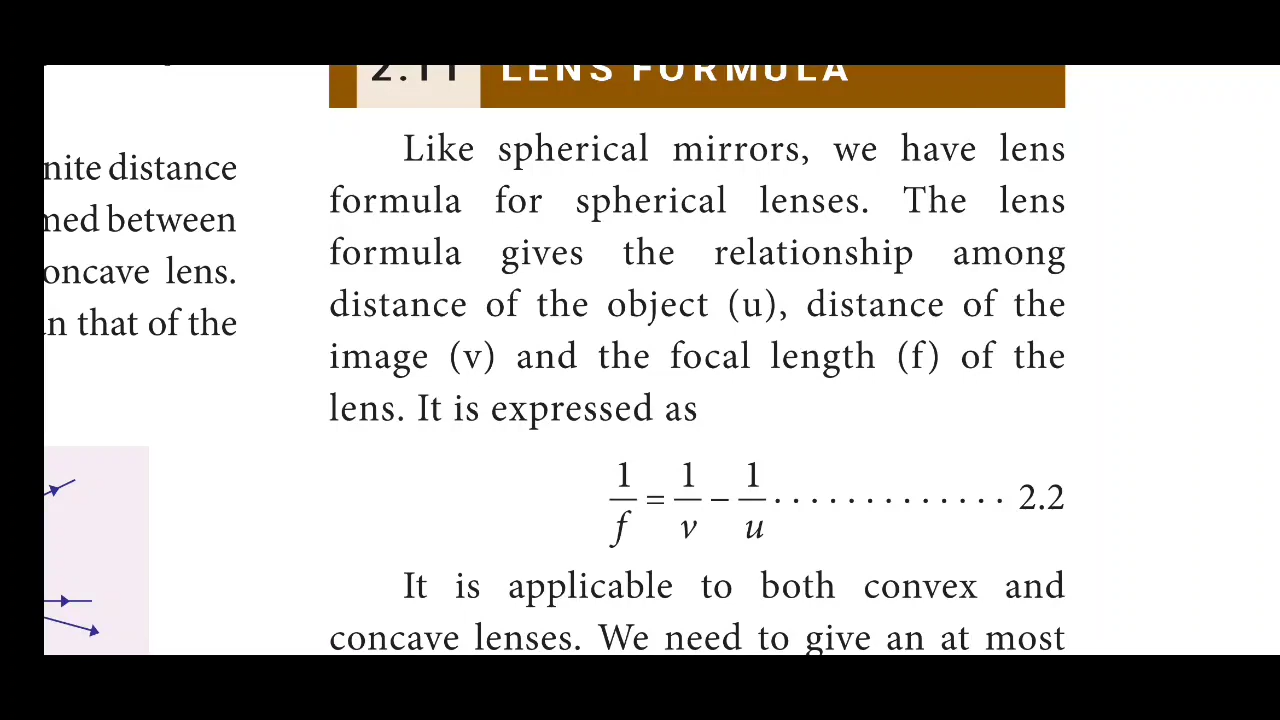 nite distance
med between
oncave lens.
n that of the
2.11 LENS FORMULA
Like spherical mirrors, we have lens
formula for spherical lenses. The lens
formula gives the relationship among
distance of the object (u), distance of the
image (v) and the focal length (f) of the
lens. It is expressed as
1/f = 1/v − 1/u ............. 2.2
It is applicable to both convex and
concave lenses. We need to give an at most